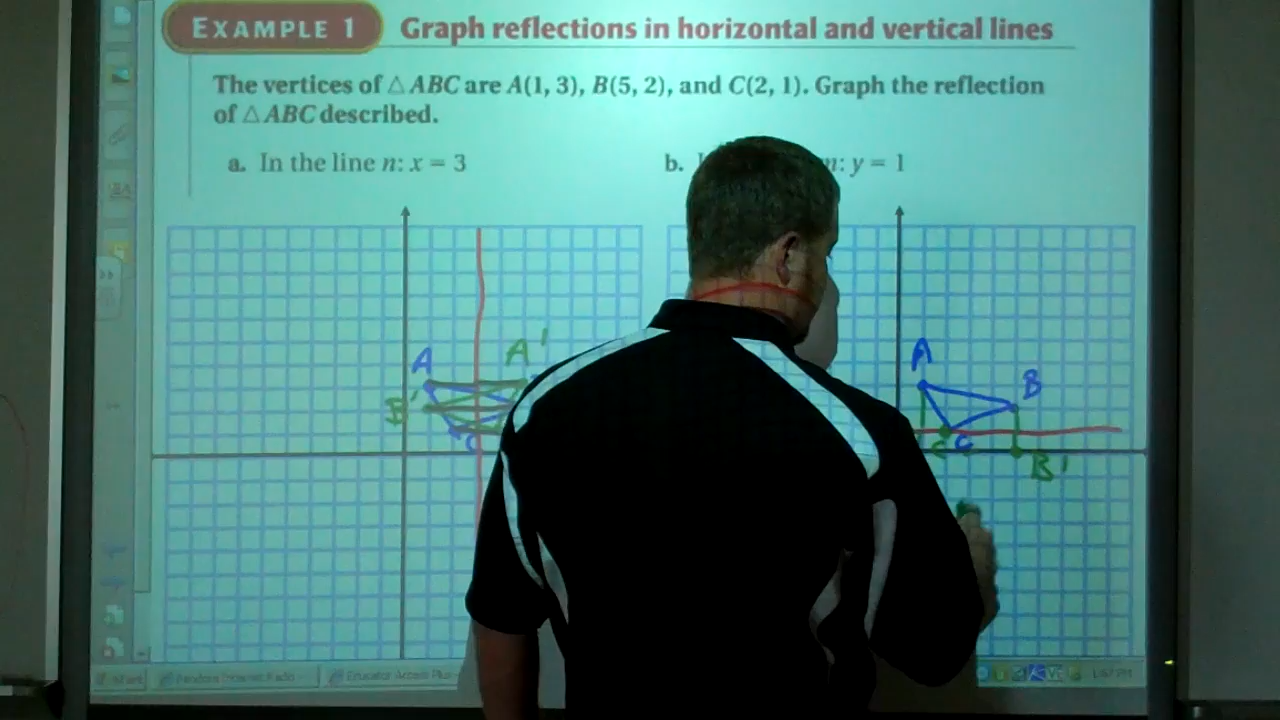 EXAMPLE 1 Graph reflections in horizontal and vertical lines
The vertices of △ ABC are A(1, 3), B(5, 2), and C(2, 1). Graph the reflection
of △ ABC described.
a. In the line n: x = 3
b. : y = 1
A A' A B
B' C C B'